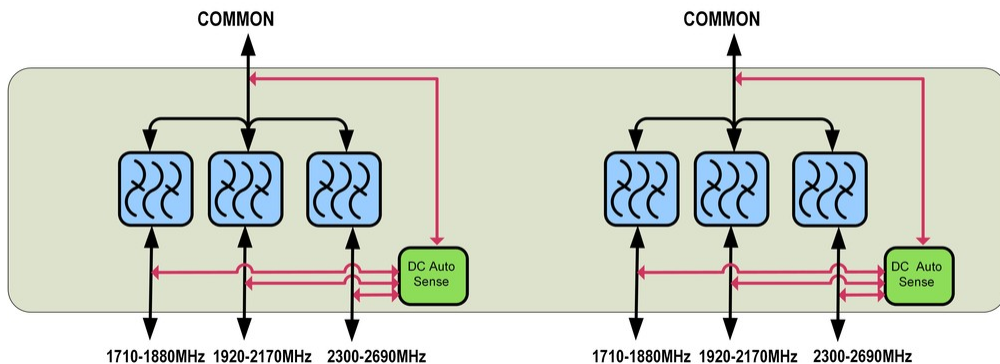 COMMON
COMMON
DC Auto
Sense
DC Auto
Sense
1710-1880MHz 1920-2170MHz 2300-2690MHz
1710-1880MHz 1920-2170MHz 2300-2690MHz